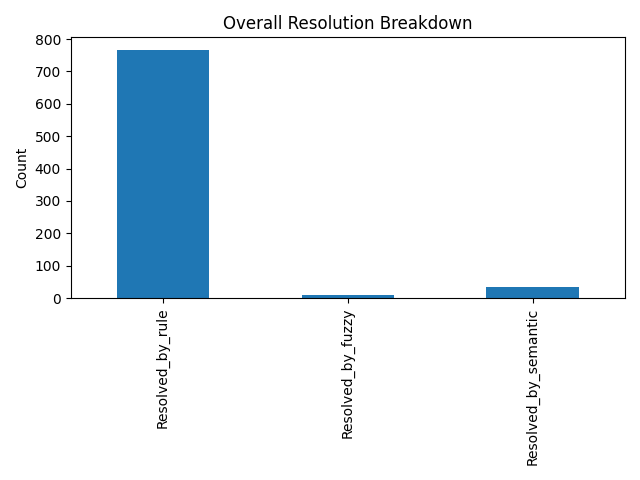 Overall Resolution Breakdown
800
700
600
500
400
300
200
100
0
Count
Resolved_by_rule
Resolved_by_fuzzy
Resolved_by_semantic